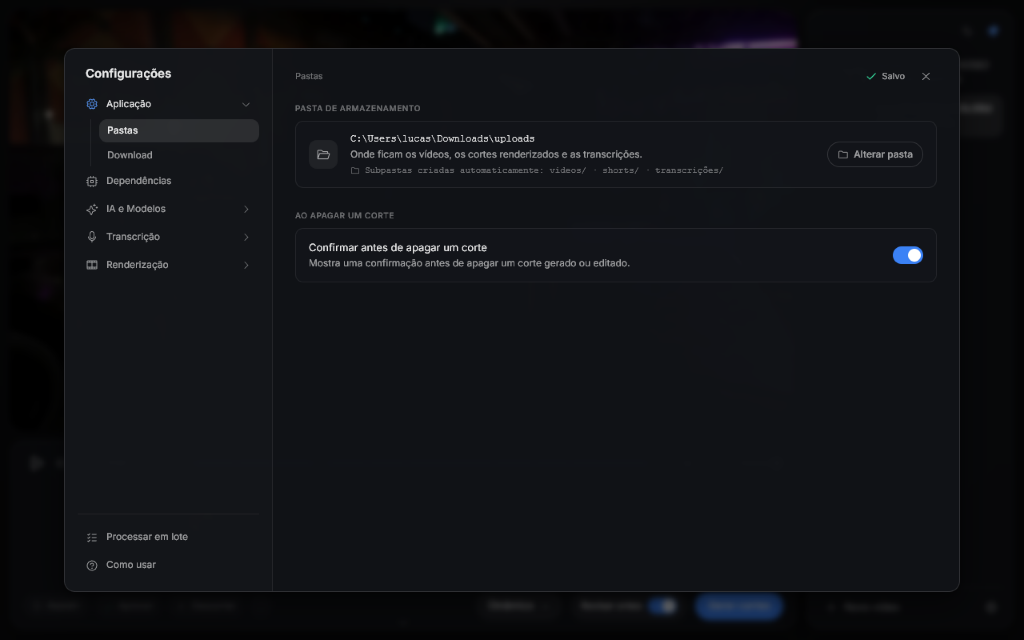 Configurações
Aplicação
Pastas
Download
Dependências
IA e Modelos
Transcrição
Renderização
Processar em lote
Como usar
Pastas
Salvo
PASTA DE ARMAZENAMENTO
C:\Users\lucas\Downloads\uploads
Onde ficam os vídeos, os cortes renderizados e as transcrições.
Subpastas criadas automaticamente: videos/ · shorts/ · transcrições/
Alterar pasta
AO APAGAR UM CORTE
Confirmar antes de apagar um corte
Mostra uma confirmação antes de apagar um corte gerado ou editado.